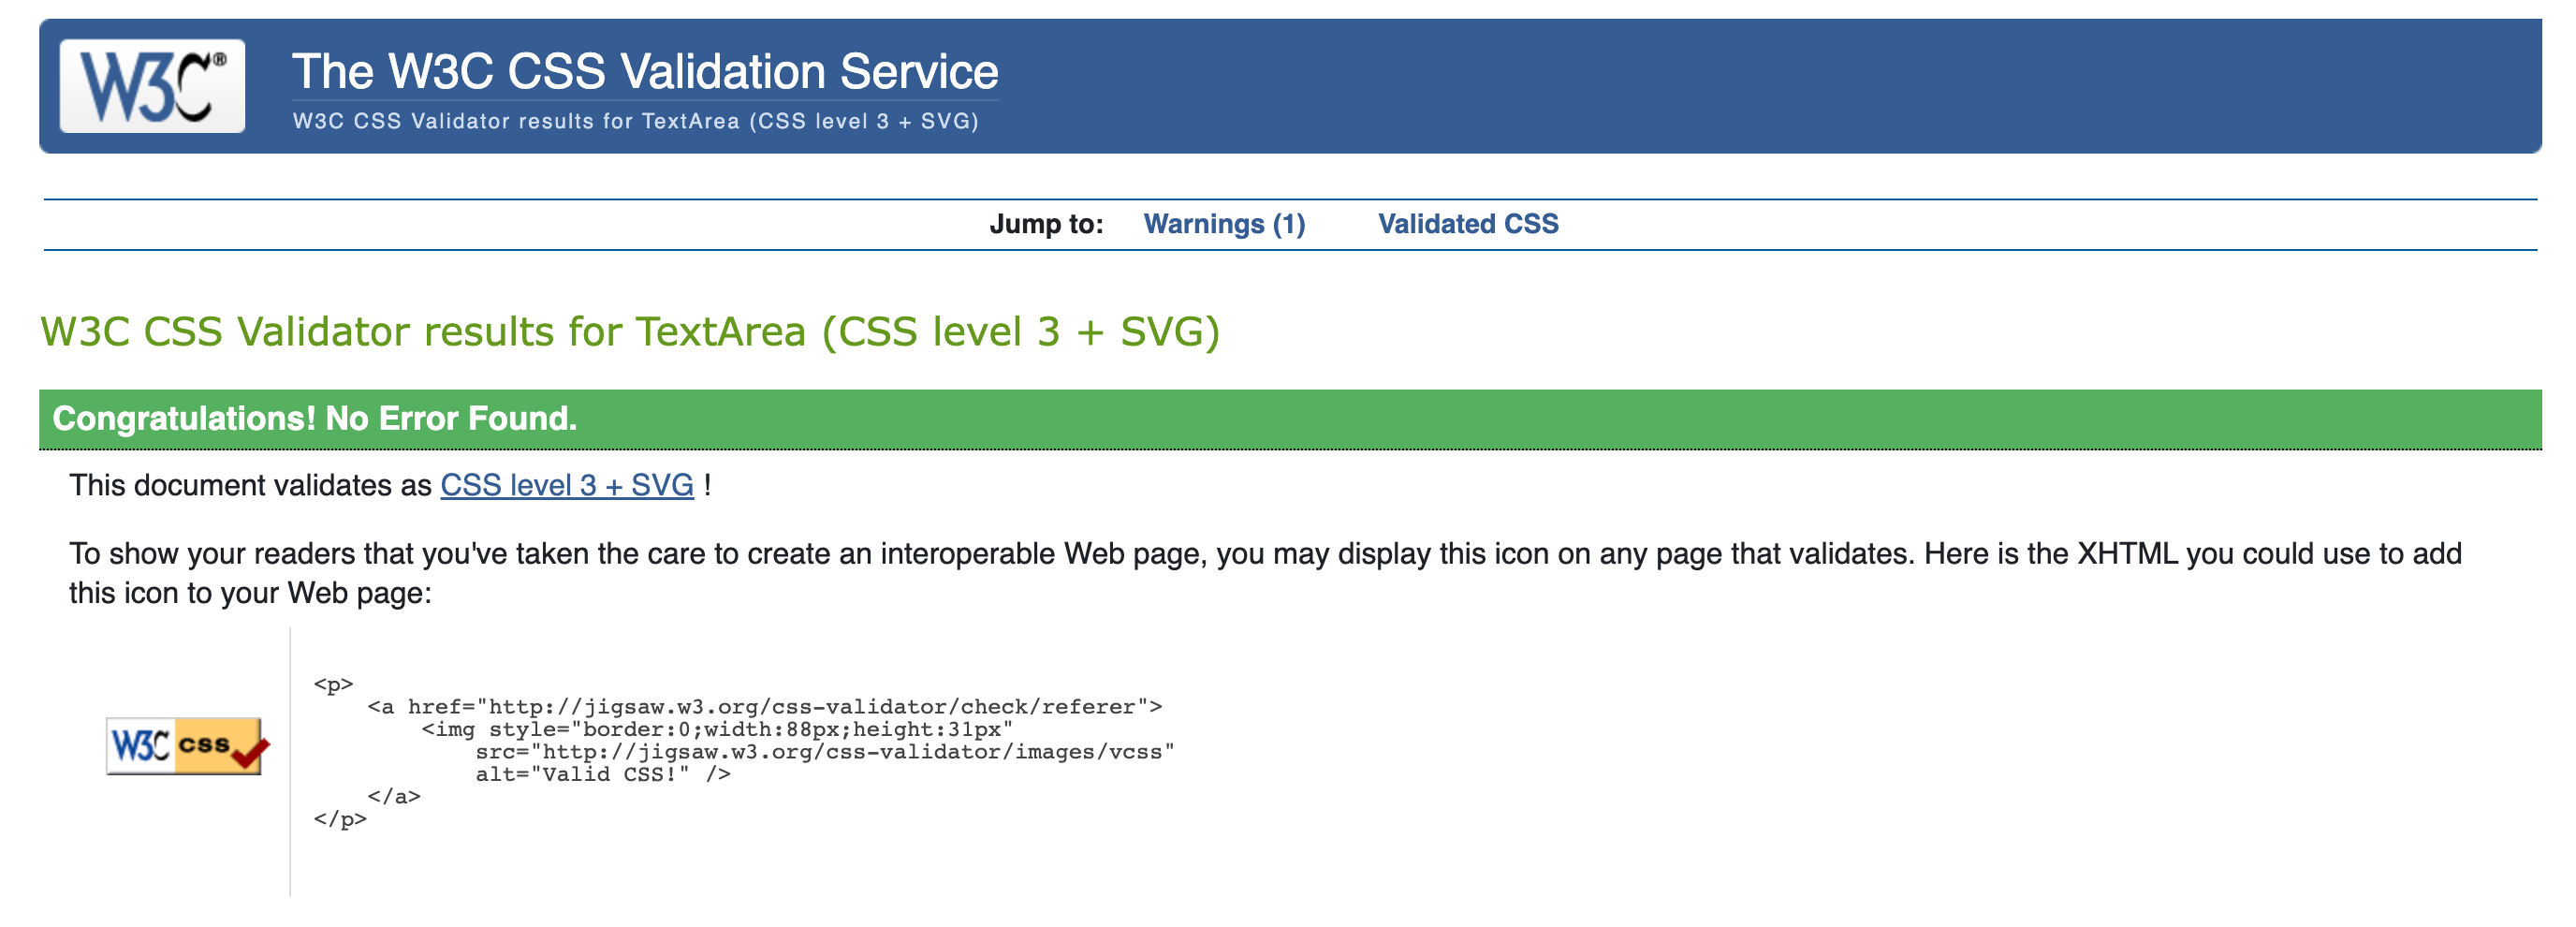 W3C®
The W3C CSS Validation Service
W3C CSS Validator results for TextArea (CSS level 3 + SVG)
Jump to: Warnings (1) Validated CSS
W3C CSS Validator results for TextArea (CSS level 3 + SVG)
Congratulations! No Error Found.
This document validates as CSS level 3 + SVG !
To show your readers that you've taken the care to create an interoperable Web page, you may display this icon on any page that validates. Here is the XHTML you could use to add
this icon to your Web page:
W3C css
<p>
    <a href="http://jigsaw.w3.org/css-validator/check/referer">
        <img style="border:0;width:88px;height:31px"
            src="http://jigsaw.w3.org/css-validator/images/vcss"
            alt="Valid CSS!" />
    </a>
</p>